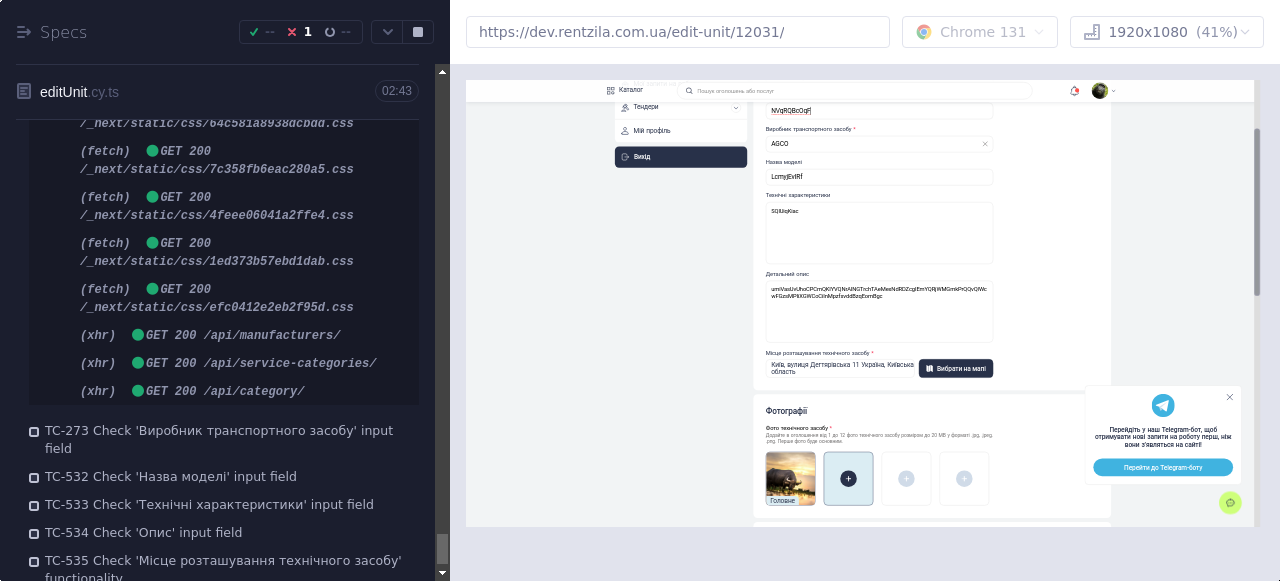 Specs
--
1
--
editUnit.cy.ts
02:43
/_next/static/css/64c581a8938dcbdd.css
(fetch) GET 200
/_next/static/css/7c358fb6eac280a5.css
(fetch) GET 200
/_next/static/css/4feee06041a2ffe4.css
(fetch) GET 200
/_next/static/css/1ed373b57ebd1dab.css
(fetch) GET 200
/_next/static/css/efc0412e2eb2f95d.css
(xhr) GET 200 /api/manufacturers/
(xhr) GET 200 /api/service-categories/
(xhr) GET 200 /api/category/
TC-273 Check 'Виробник транспортного засобу' input
field
TC-532 Check 'Назва моделі' input field
TC-533 Check 'Технічні характеристики' input field
TC-534 Check 'Опис' input field
TC-535 Check 'Місце розташування технічного засобу'
functionality
https://dev.rentzila.com.ua/edit-unit/12031/
Chrome 131
1920x1080 (41%)
Каталог
Пошук оголошень або послуг
Тендери
Мій профіль
Вихід
NVqRQBcOqF
Виробник транспортного засобу *
AGCO
Назва моделі
LcmyjEvIRf
Технічні характеристики
SQlUiqKlac
Детальний опис
Місце розташування технічного засобу *
Київ, вулиця Дегтярівська 11 Україна, Київська
область
Вибрати на мапі
Фотографії
Фото технічного засобу *
Додайте в оголошення від 1 до 12 фото технічного засобу розміром до 20 MB у форматі .jpg, .jpeg,
.png. Перше фото буде основним.
Головне
Перейдіть у наш Telegram-бот, щоб
отримувати нові запити на роботу перш, ніж
вони з'являться на сайті!
Перейти до Telegram-боту